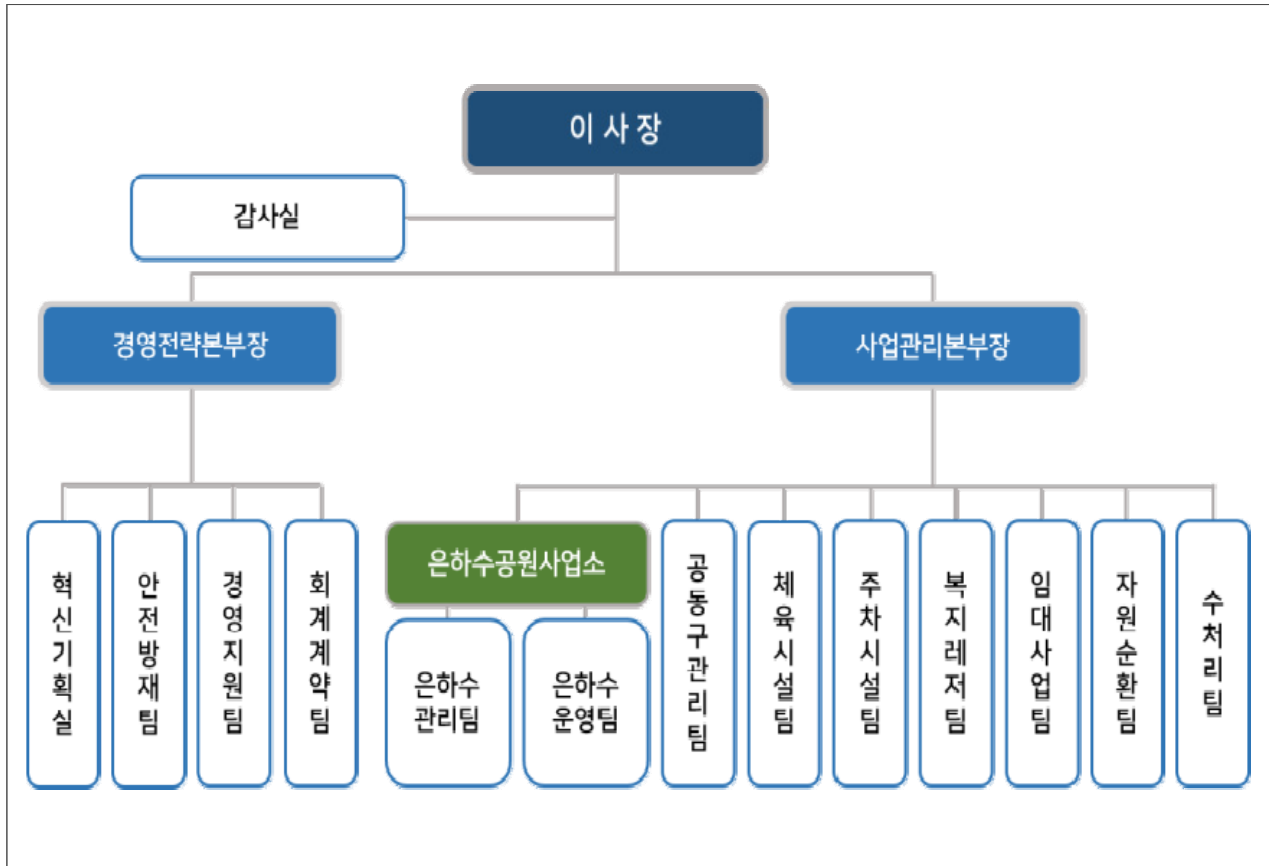 이 사 장
감사실
경영전략본부장
사업관리본부장
혁신기획실
안전방재팀
경영지원팀
회계계약팀
은하수공원사업소
은하수
관리팀
은하수
운영팀
공동구관리팀
체육시설팀
주차시설팀
복지레저팀
임대사업팀
자원순환팀
수처리팀